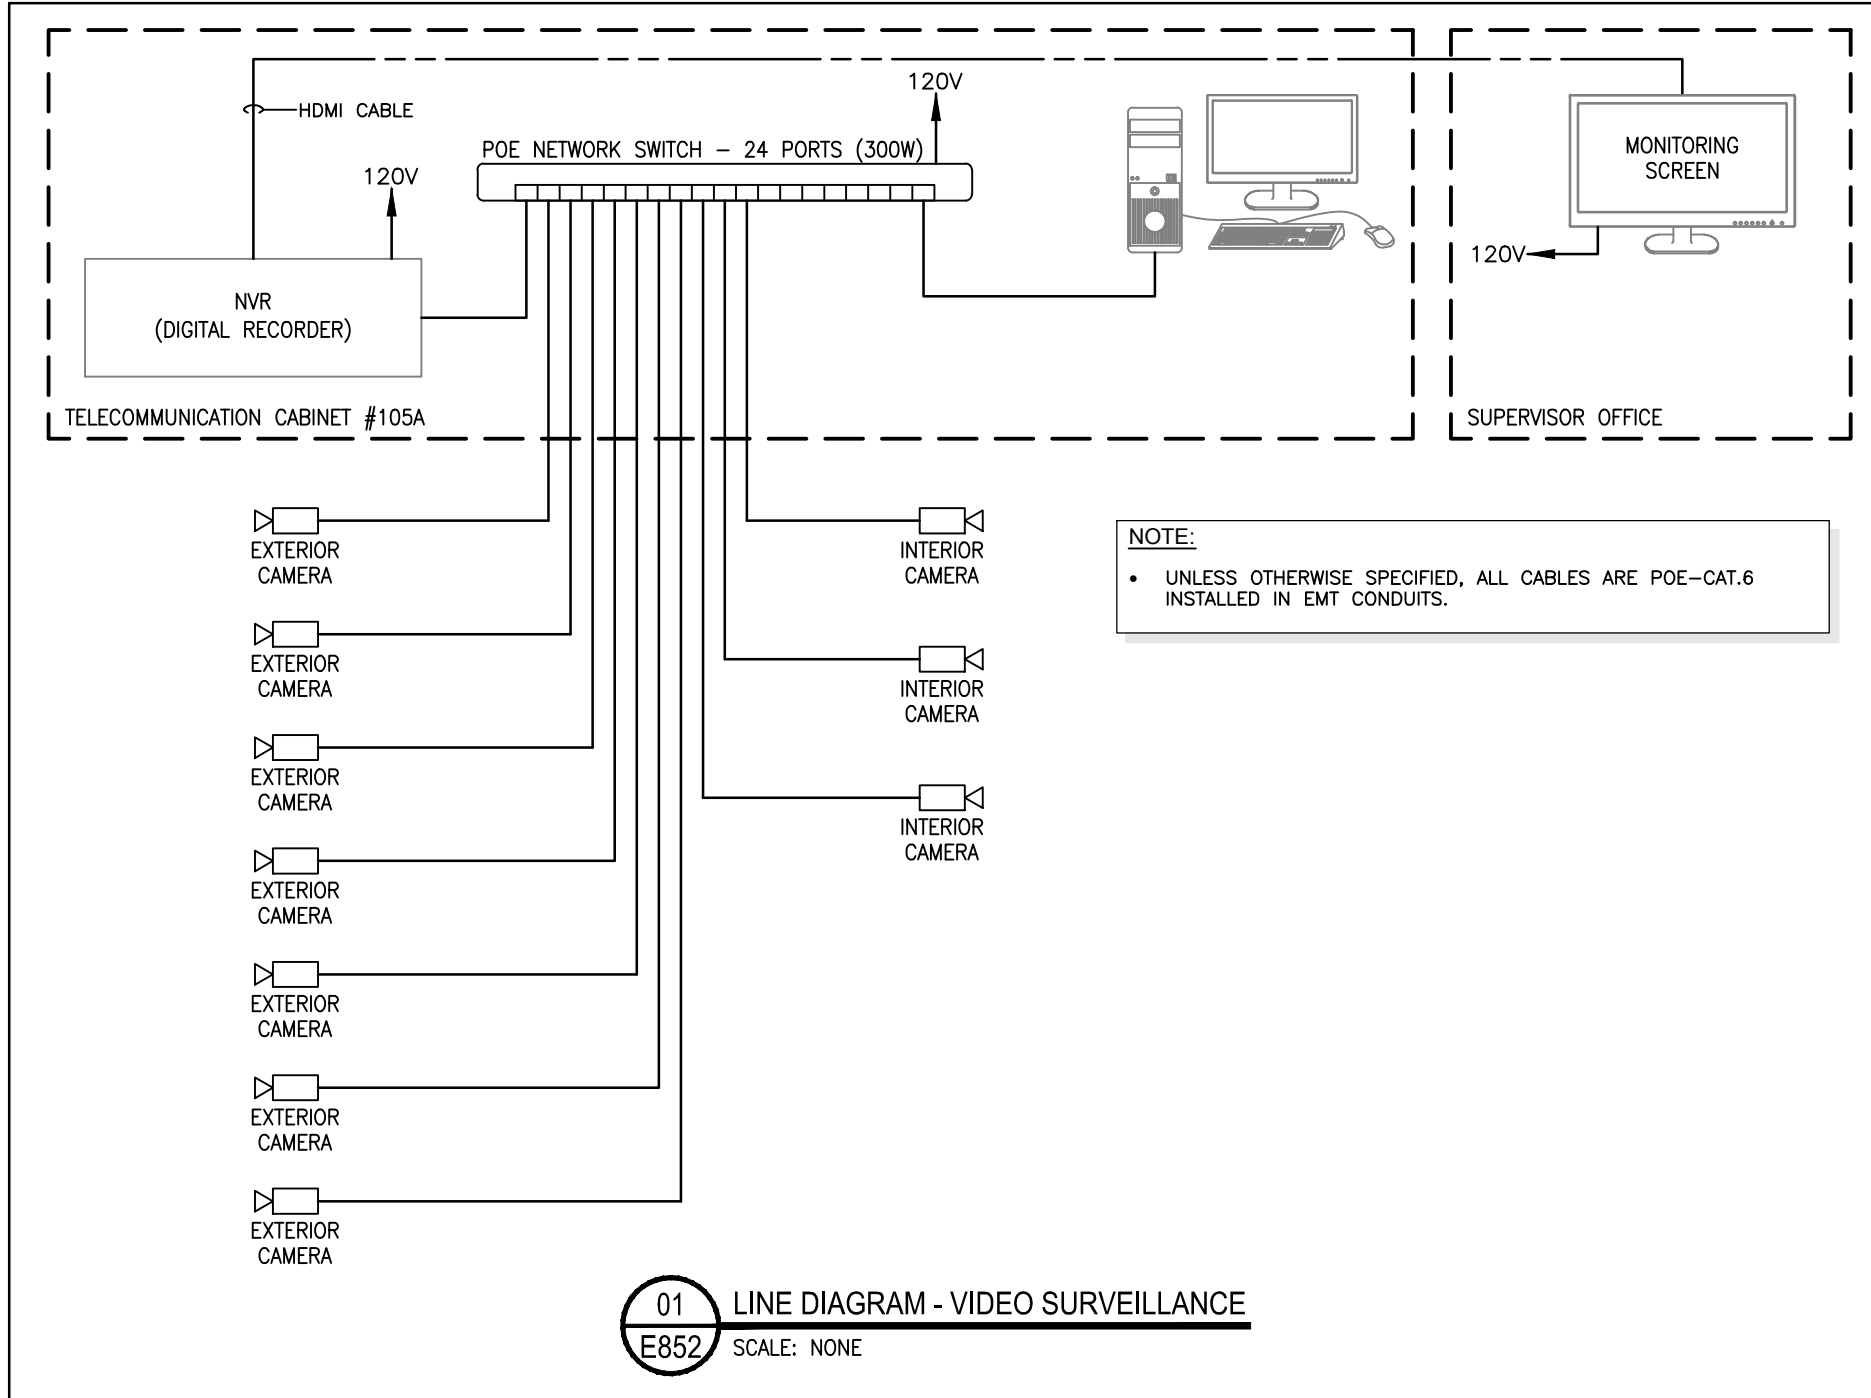 120V
HDMI CABLE
POE NETWORK SWITCH - 24 PORTS (300W)
120V
MONITORING
SCREEN
120V
NVR
(DIGITAL RECORDER)
TELECOMMUNICATION CABINET #105A
SUPERVISOR OFFICE
EXTERIOR
CAMERA
EXTERIOR
CAMERA
EXTERIOR
CAMERA
EXTERIOR
CAMERA
EXTERIOR
CAMERA
EXTERIOR
CAMERA
EXTERIOR
CAMERA
INTERIOR
CAMERA
INTERIOR
CAMERA
INTERIOR
CAMERA
NOTE:
• UNLESS OTHERWISE SPECIFIED, ALL CABLES ARE POE-CAT.6
INSTALLED IN EMT CONDUITS.
01
E852
LINE DIAGRAM - VIDEO SURVEILLANCE
SCALE: NONE